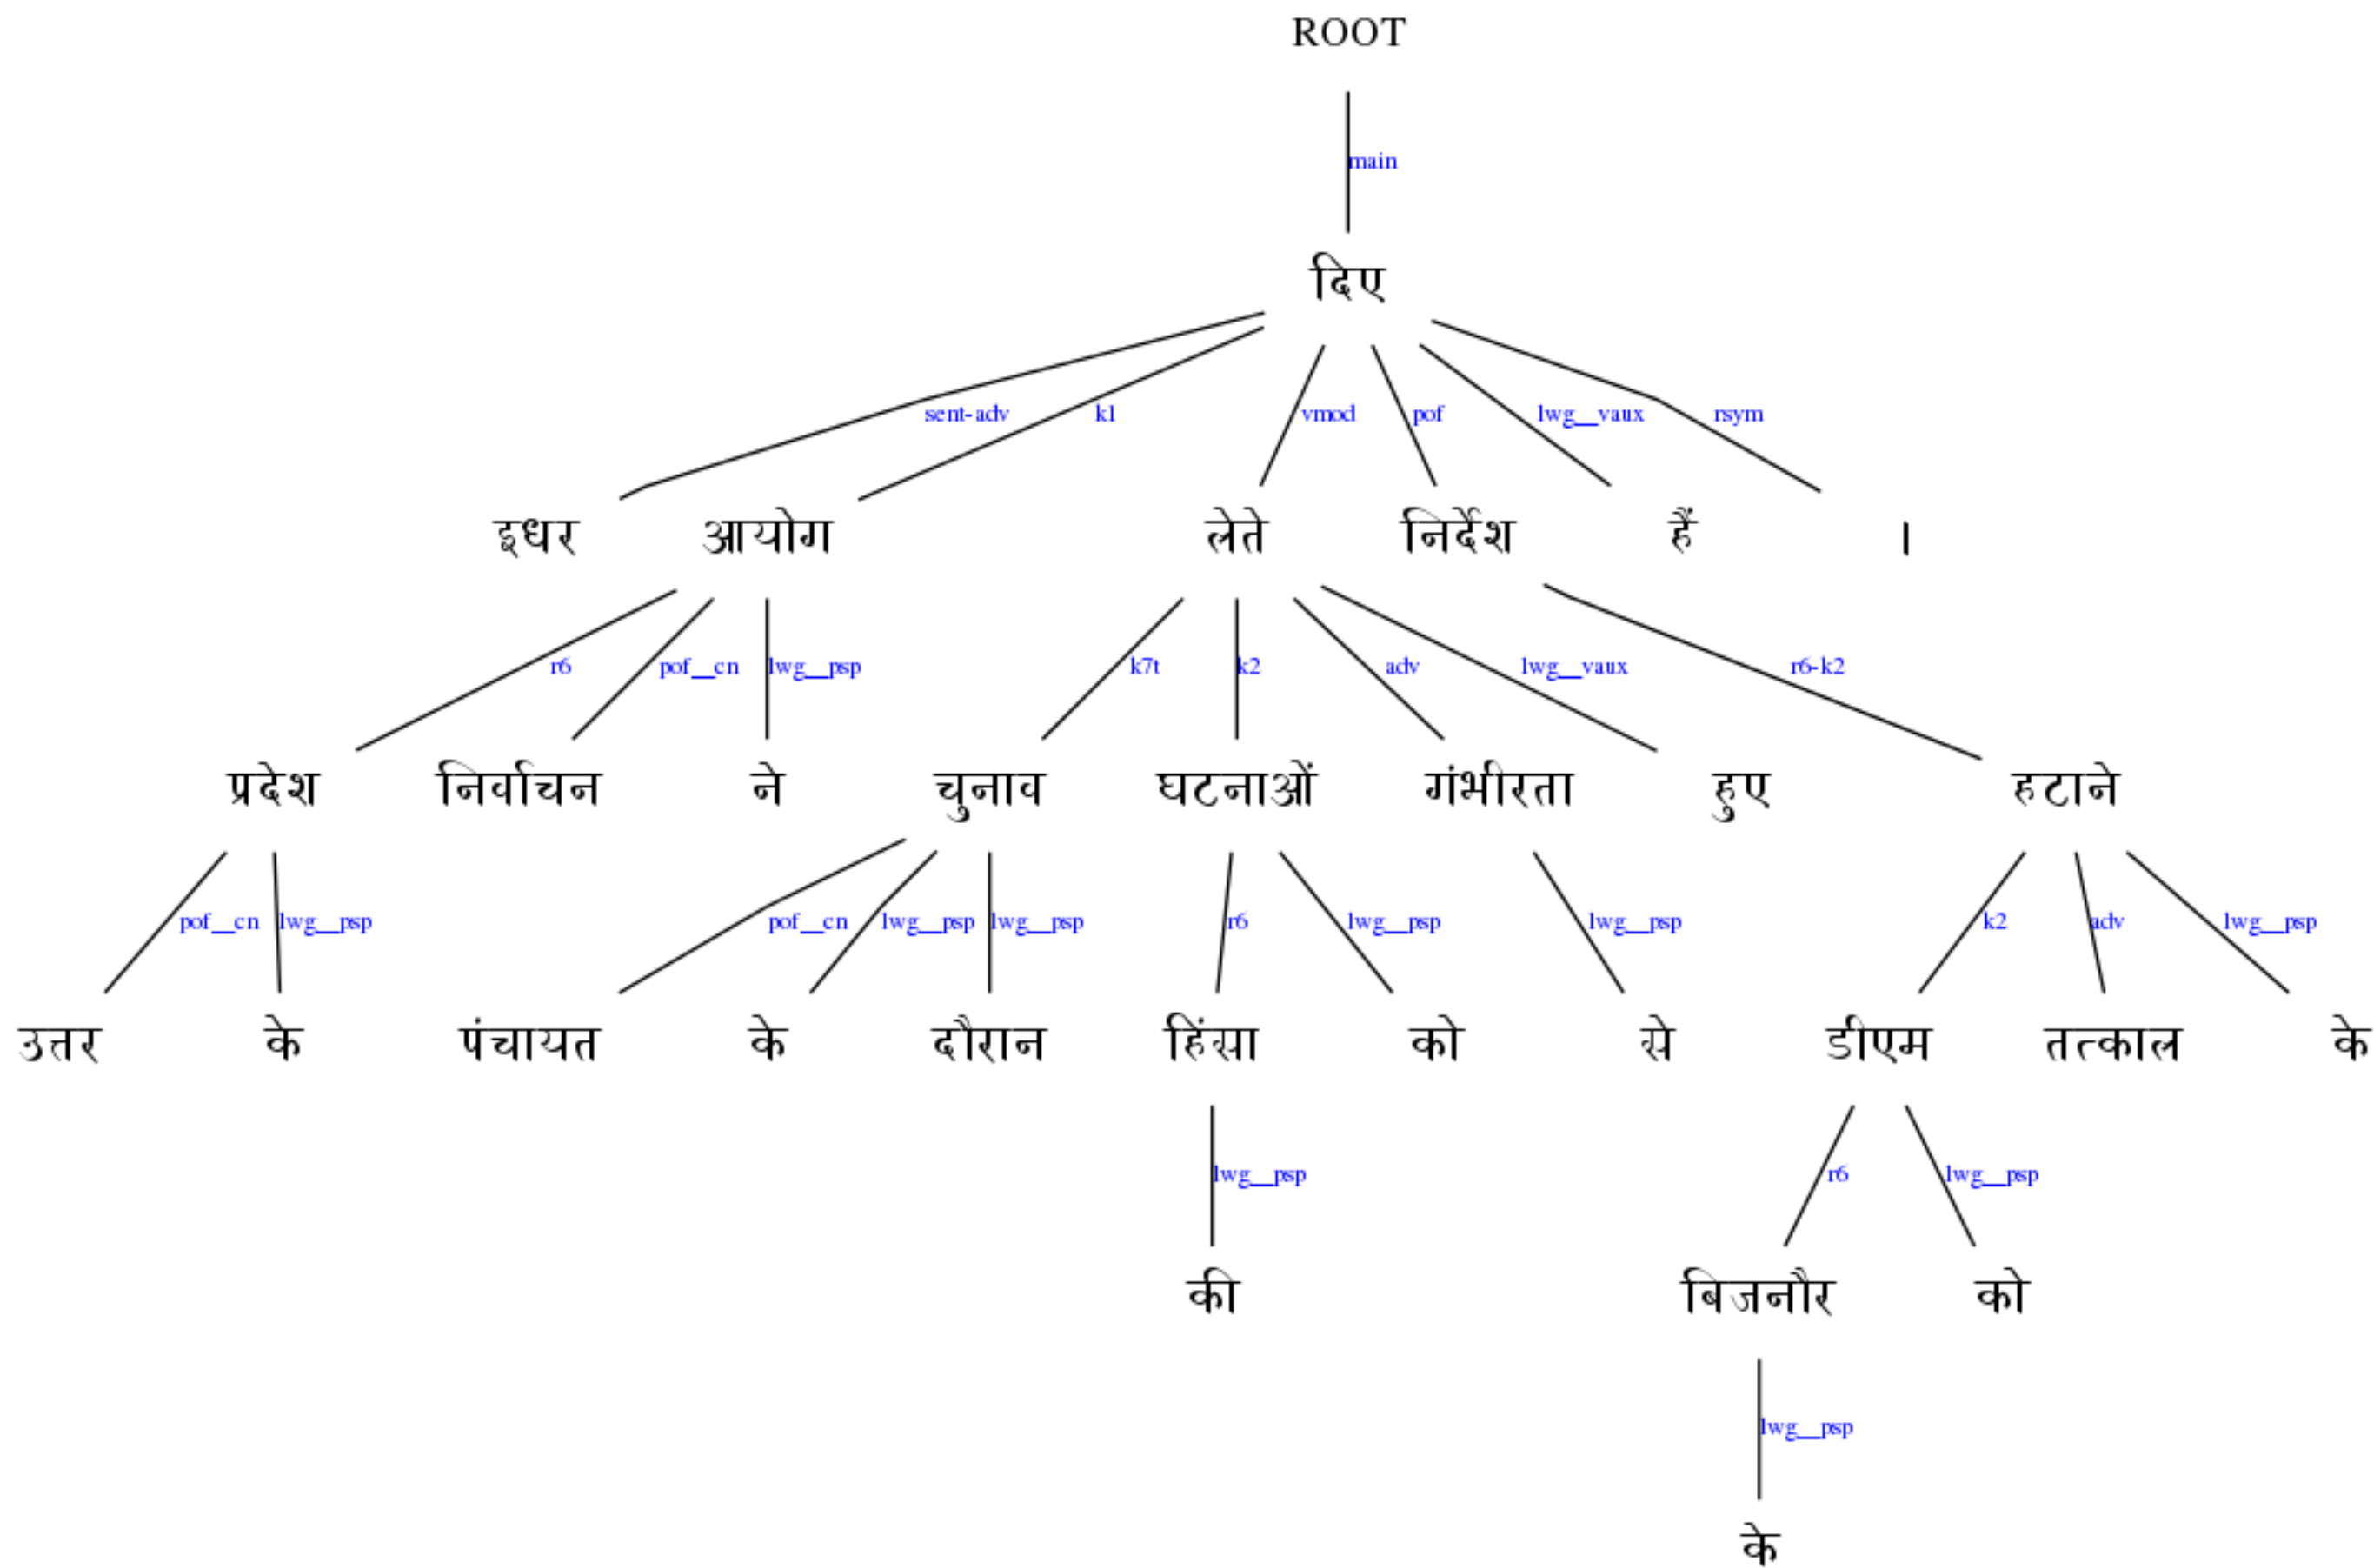 ROOT
main
दिए
sent-adv k1 vmod pof lwg__vaux rsym
इधर आयोग लेते निर्देश हैं ।
r6 pof__cn lwg__psp k7t k2 adv lwg__vaux r6-k2
प्रदेश निर्वाचन ने चुनाव घटनाओं गंभीरता हुए हटाने
pof__cn lwg__psp pof__cn lwg__psp lwg__psp r6 lwg__psp lwg__psp k2 adv lwg__psp
उत्तर के पंचायत के दौरान हिंसा को से डीएम तत्काल के
lwg__psp r6 lwg__psp
की बिजनौर को
lwg__psp
के